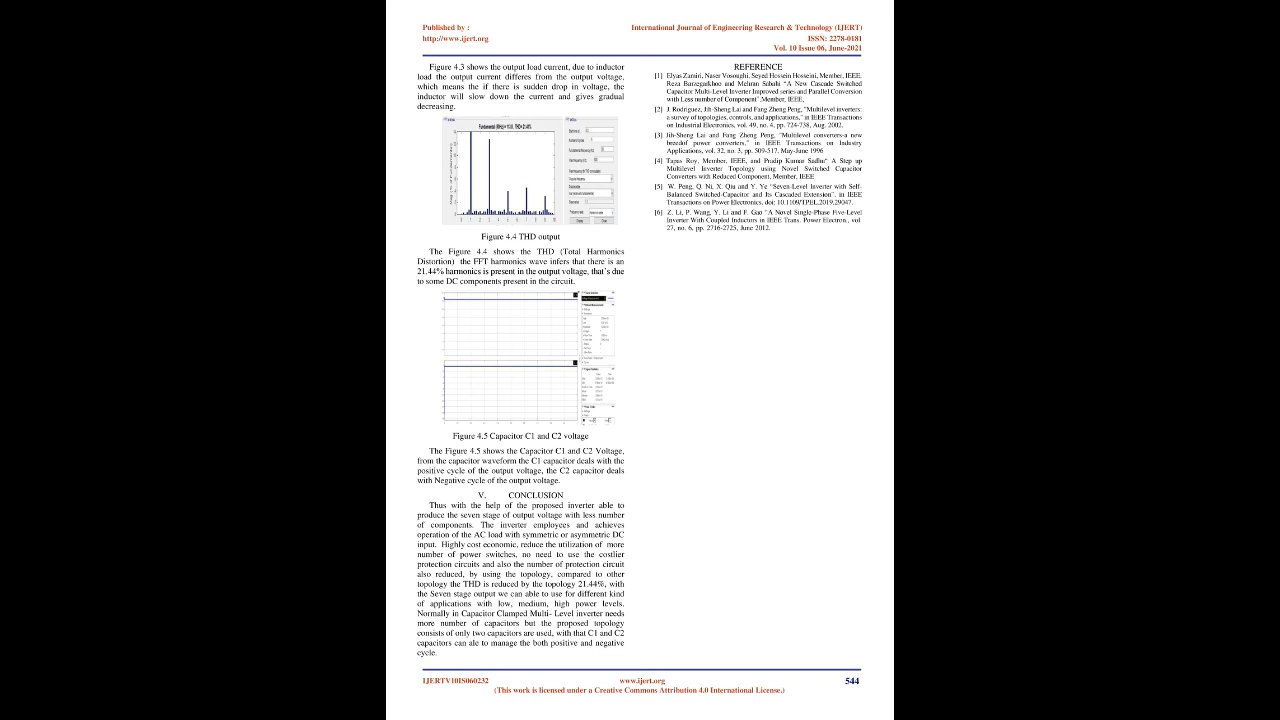 Published by :
http://www.ijert.org
International Journal of Engineering Research & Technology (IJERT)
ISSN: 2278-0181
Vol. 10 Issue 06, June-2021
Figure 4.3 shows the output load current, due to inductor
load the output current differes from the output voltage,
which means the if there is sudden drop in voltage, the
inductor will slow down the current and gives gradual
decreasing.
Figure 4.4 THD output
The Figure 4.4 shows the THD (Total Harmonics
Distortion) the FFT harmonics wave infers that there is an
21.44% harmonics is present in the output voltage, that's due
to some DC components present in the circuit.
Figure 4.5 Capacitor C1 and C2 voltage
The Figure 4.5 shows the Capacitor C1 and C2 Voltage,
from the capacitor waveform the C1 capacitor deals with the
positive cycle of the output voltage, the C2 capacitor deals
with Negative cycle of the output voltage.
V. CONCLUSION
Thus with the help of the proposed inverter able to
produce the seven stage of output voltage with less number
of components. The inverter employees and achieves
operation of the AC load with symmetric or asymmetric DC
input. Highly cost economic, reduce the utilization of more
number of power switches, no need to use the costlier
protection circuits and also the number of protection circuit
also reduced, by using the topology, compared to other
topology the THD is reduced by the topology 21.44%, with
the Seven stage output we can able to use for different kind
of applications with low, medium, high power levels.
Normally in Capacitor Clamped Multi- Level inverter needs
more number of capacitors but the proposed topology
consists of only two capacitors are used, with that C1 and C2
capacitors can ale to manage the both positive and negative
cycle.
REFERENCE
[1] Elyas Zamiri, Naser Vosoughi, Seyed Hossein Hosseini, Member, IEEE,
Reza Barzegarkhoo and Mehran Sabahi “A New Cascade Switched
Capacitor Multi-Level Inverter Improved series and Parallel Conversion
with Less number of Component”.Member, IEEE,
[2] J. Rodriguez, Jih-Sheng Lai and Fang Zheng Peng, "Multilevel inverters:
a survey of topologies, controls, and applications," in IEEE Transactions
on Industrial Electronics, vol. 49, no. 4, pp. 724-738, Aug. 2002.
[3] Jih-Sheng Lai and Fang Zheng Peng, "Multilevel converters-a new
breedof power converters," in IEEE Transactions on Industry
Applications, vol. 32, no. 3, pp. 509-517, May-June 1996
[4] Tapas Roy, Member, IEEE, and Pradip Kumar Sadhu“ A Step up
Multilevel Inverter Topology using Novel Switched Capacitor
Converters with Reduced Component, Member, IEEE
[5] W. Peng, Q. Ni, X. Qiu and Y. Ye “Seven-Level Inverter with Self-
Balanced Switched-Capacitor and Its Cascaded Extension”. in IEEE
Transactions on Power Electronics, doi: 10.1109/TPEL.2019.29047.
[6] Z. Li, P. Wang, Y. Li and F. Gao “A Novel Single-Phase Five-Level
Inverter With Coupled Inductors in IEEE Trans. Power Electron., vol.
27, no. 6, pp. 2716-2725, June 2012.
IJERTV10IS060232
www.ijert.org
544
(This work is licensed under a Creative Commons Attribution 4.0 International License.)